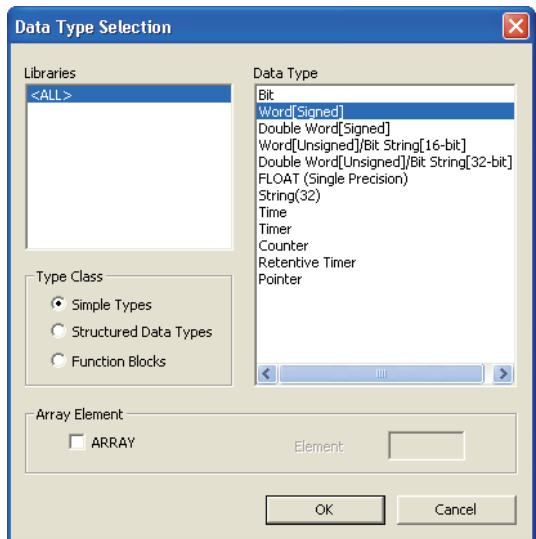 Data Type Selection
Libraries
<ALL>
Type Class
Simple Types
Structured Data Types
Function Blocks
Data Type
Bit
Word[Signed]
Double Word[Signed]
Word[Unsigned]/Bit String[16-bit]
Double Word[Unsigned]/Bit String[32-bit]
FLOAT (Single Precision)
String(32)
Time
Timer
Counter
Retentive Timer
Pointer
Array Element
ARRAY
Element
OK
Cancel